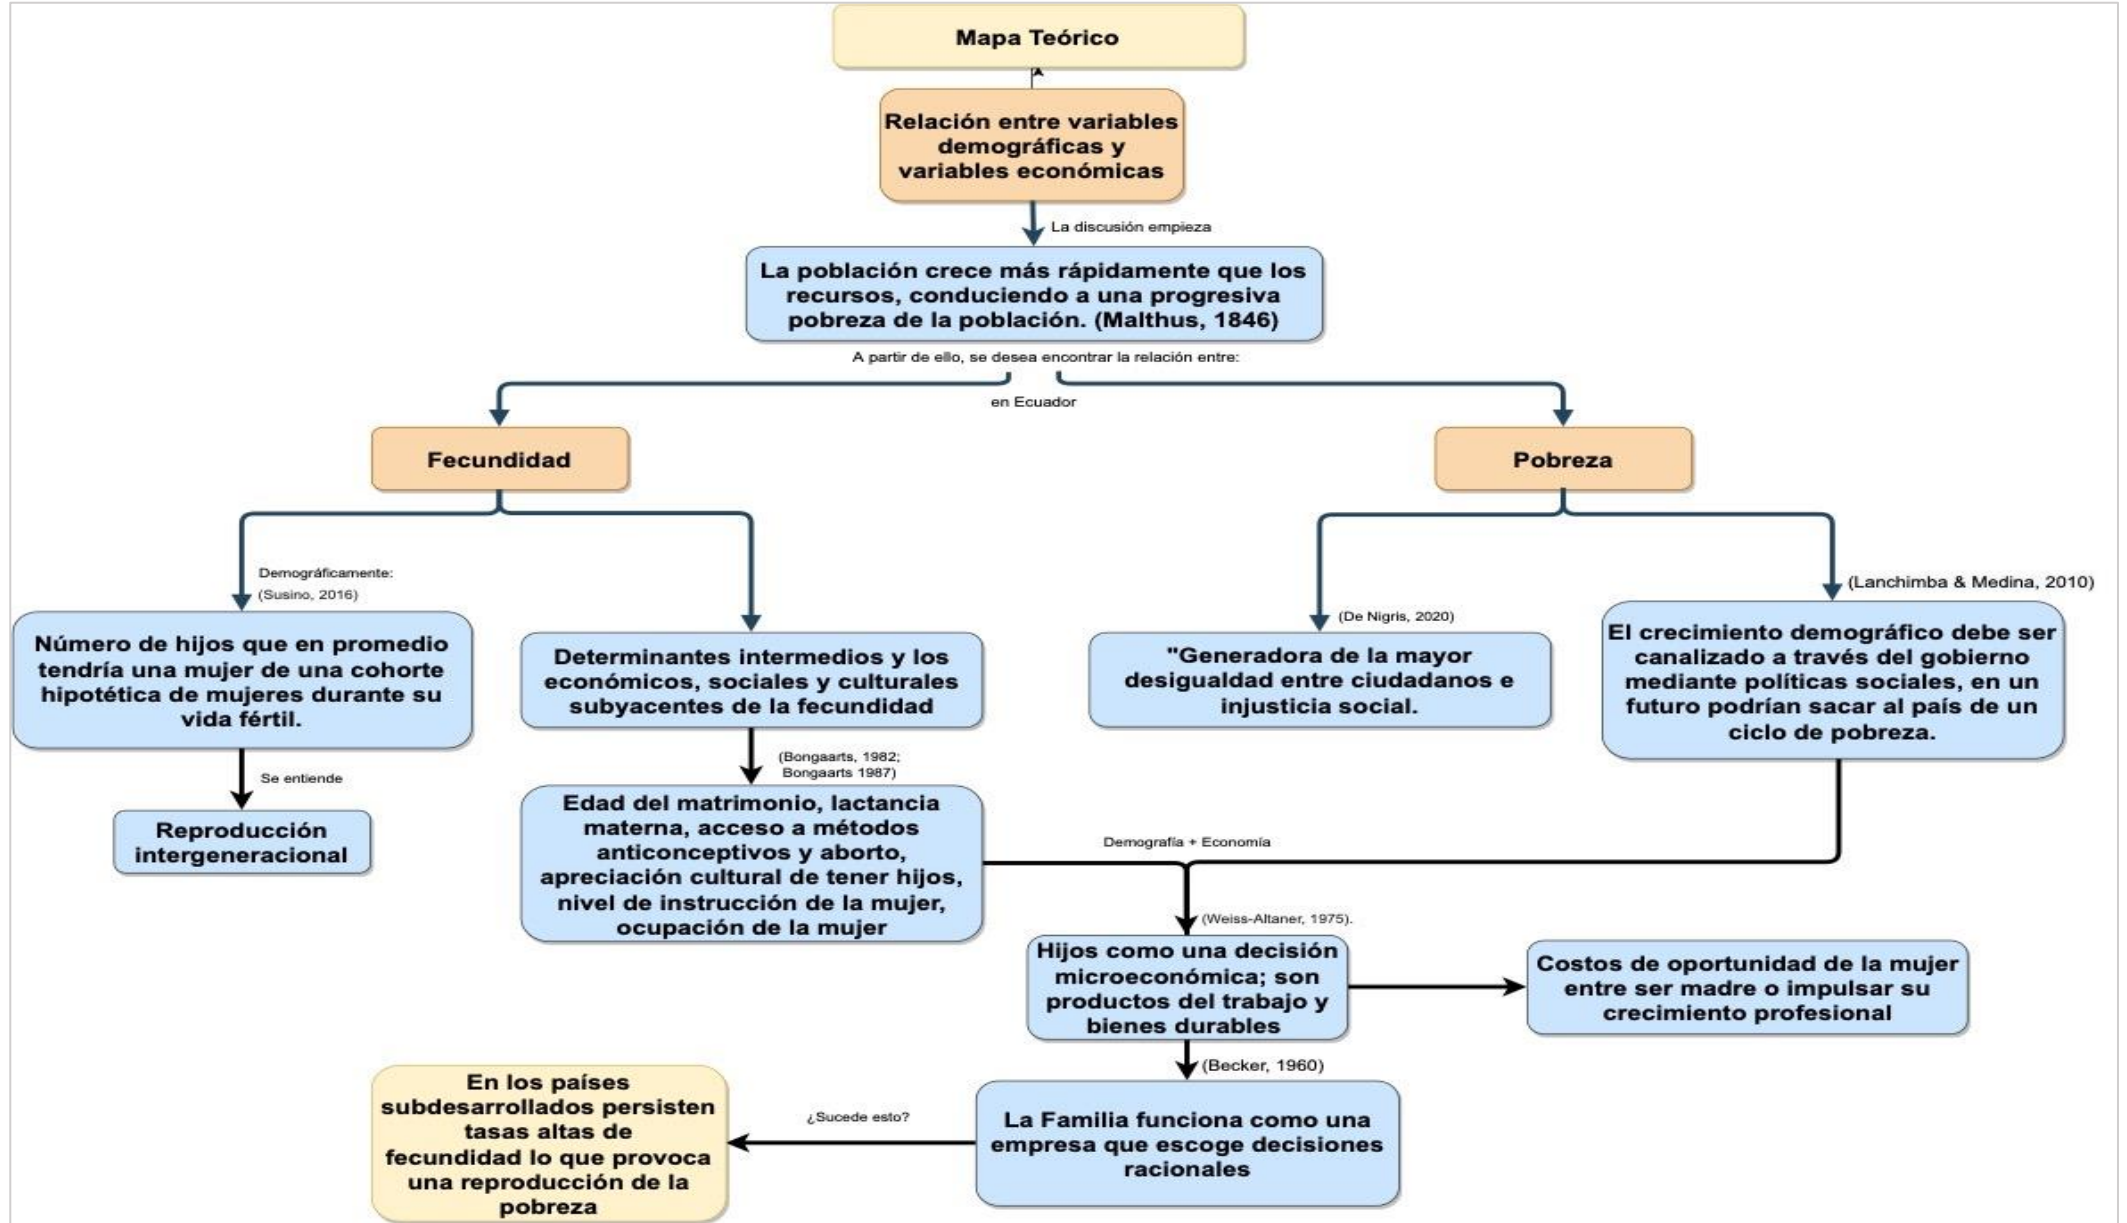 Mapa Teórico
Relación entre variables
demográficas y
variables económicas
La discusión empieza
La población crece más rápidamente que los
recursos, conduciendo a una progresiva
pobreza de la población. (Malthus, 1846)
A partir de ello, se desea encontrar la relación entre:
en Ecuador
Fecundidad
Pobreza
Demográficamente:
(Susino, 2016)
Número de hijos que en promedio
tendría una mujer de una cohorte
hipotética de mujeres durante su
vida fértil.
Se entiende
Reproducción
intergeneracional
Determinantes intermedios y los
económicos, sociales y culturales
subyacentes de la fecundidad
(Bongaarts, 1982;
Bongaarts 1987)
Edad del matrimonio, lactancia
materna, acceso a métodos
anticonceptivos y aborto,
apreciación cultural de tener hijos,
nivel de instrucción de la mujer,
ocupación de la mujer
(De Nigris, 2020)
"Generadora de la mayor
desigualdad entre ciudadanos e
injusticia social.
(Lanchimba & Medina, 2010)
El crecimiento demográfico debe ser
canalizado a través del gobierno
mediante políticas sociales, en un
futuro podrían sacar al país de un
ciclo de pobreza.
Demografía + Economía
(Weiss-Altaner, 1975).
Hijos como una decisión
microeconómica; son
productos del trabajo y
bienes durables
Costos de oportunidad de la mujer
entre ser madre o impulsar su
crecimiento profesional
(Becker, 1960)
La Familia funciona como una
empresa que escoge decisiones
racionales
¿Sucede esto?
En los países
subdesarrollados persisten
tasas altas de
fecundidad lo que provoca
una reproducción de la
pobreza